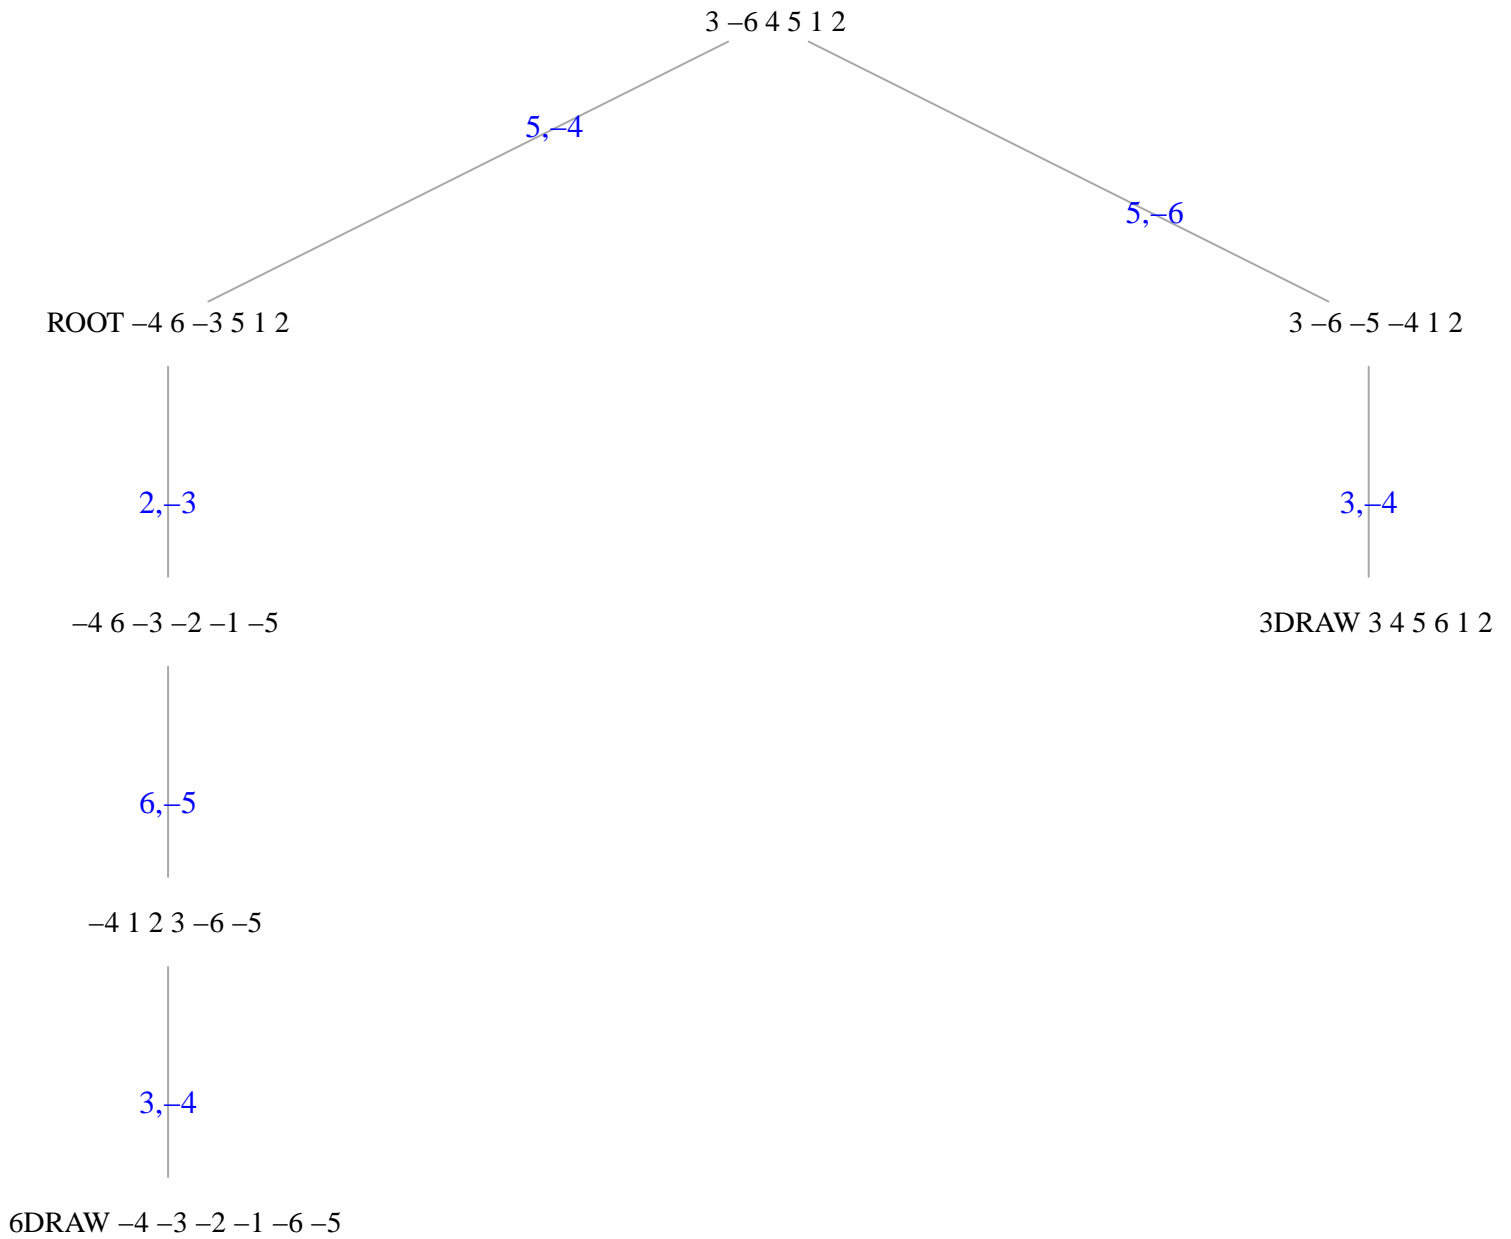 3 –6 4 5 1 2
5,–4
5,–6
ROOT –4 6 –3 5 1 2
3 –6 –5 –4 1 2
2,–3
3,–4
–4 6 –3 –2 –1 –5
3DRAW 3 4 5 6 1 2
6,–5
–4 1 2 3 –6 –5
3,–4
6DRAW –4 –3 –2 –1 –6 –5